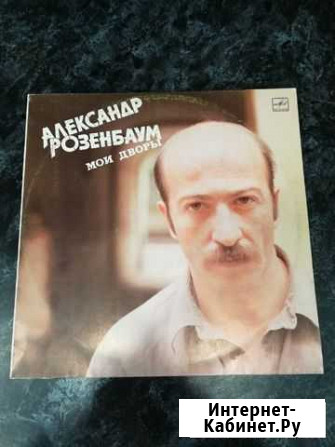 АЛЕКСАНДР
РОЗЕНБАУМ
МОИ ДВОРЫ
Интернет-
Кабинет.Ру